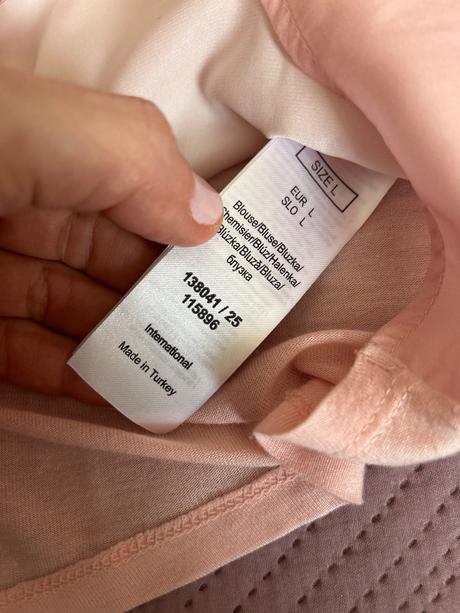 SIZE L
EUR L
SLO L
Blouse/Bluse/Bluzka/
Chemisier/Blúz/Halenka/
Blúzka/Bluză/Bluza/
блузка
138041 / 25
115896
International
Made in Turkey